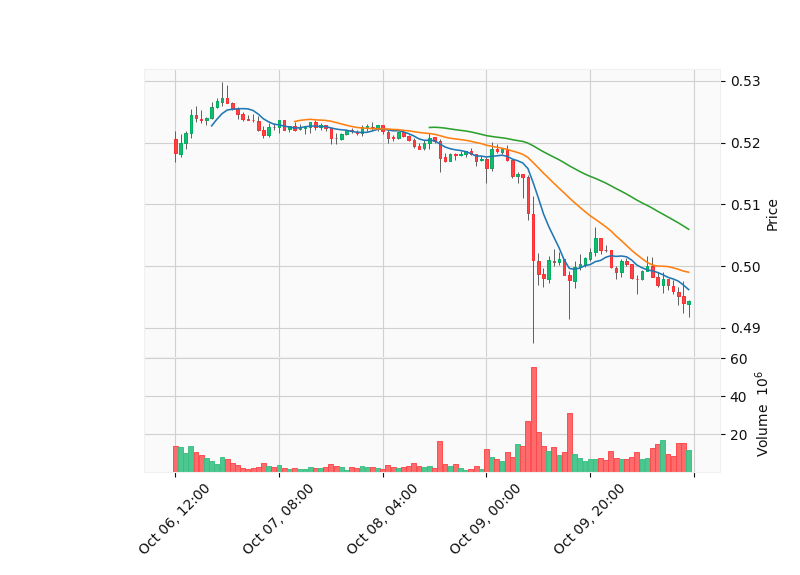 0.53
0.52
0.51
0.50
0.49
Price
60
40
20
Volume 10^6
Oct 06, 12:00
Oct 07, 08:00
Oct 08, 04:00
Oct 09, 00:00
Oct 09, 20:00